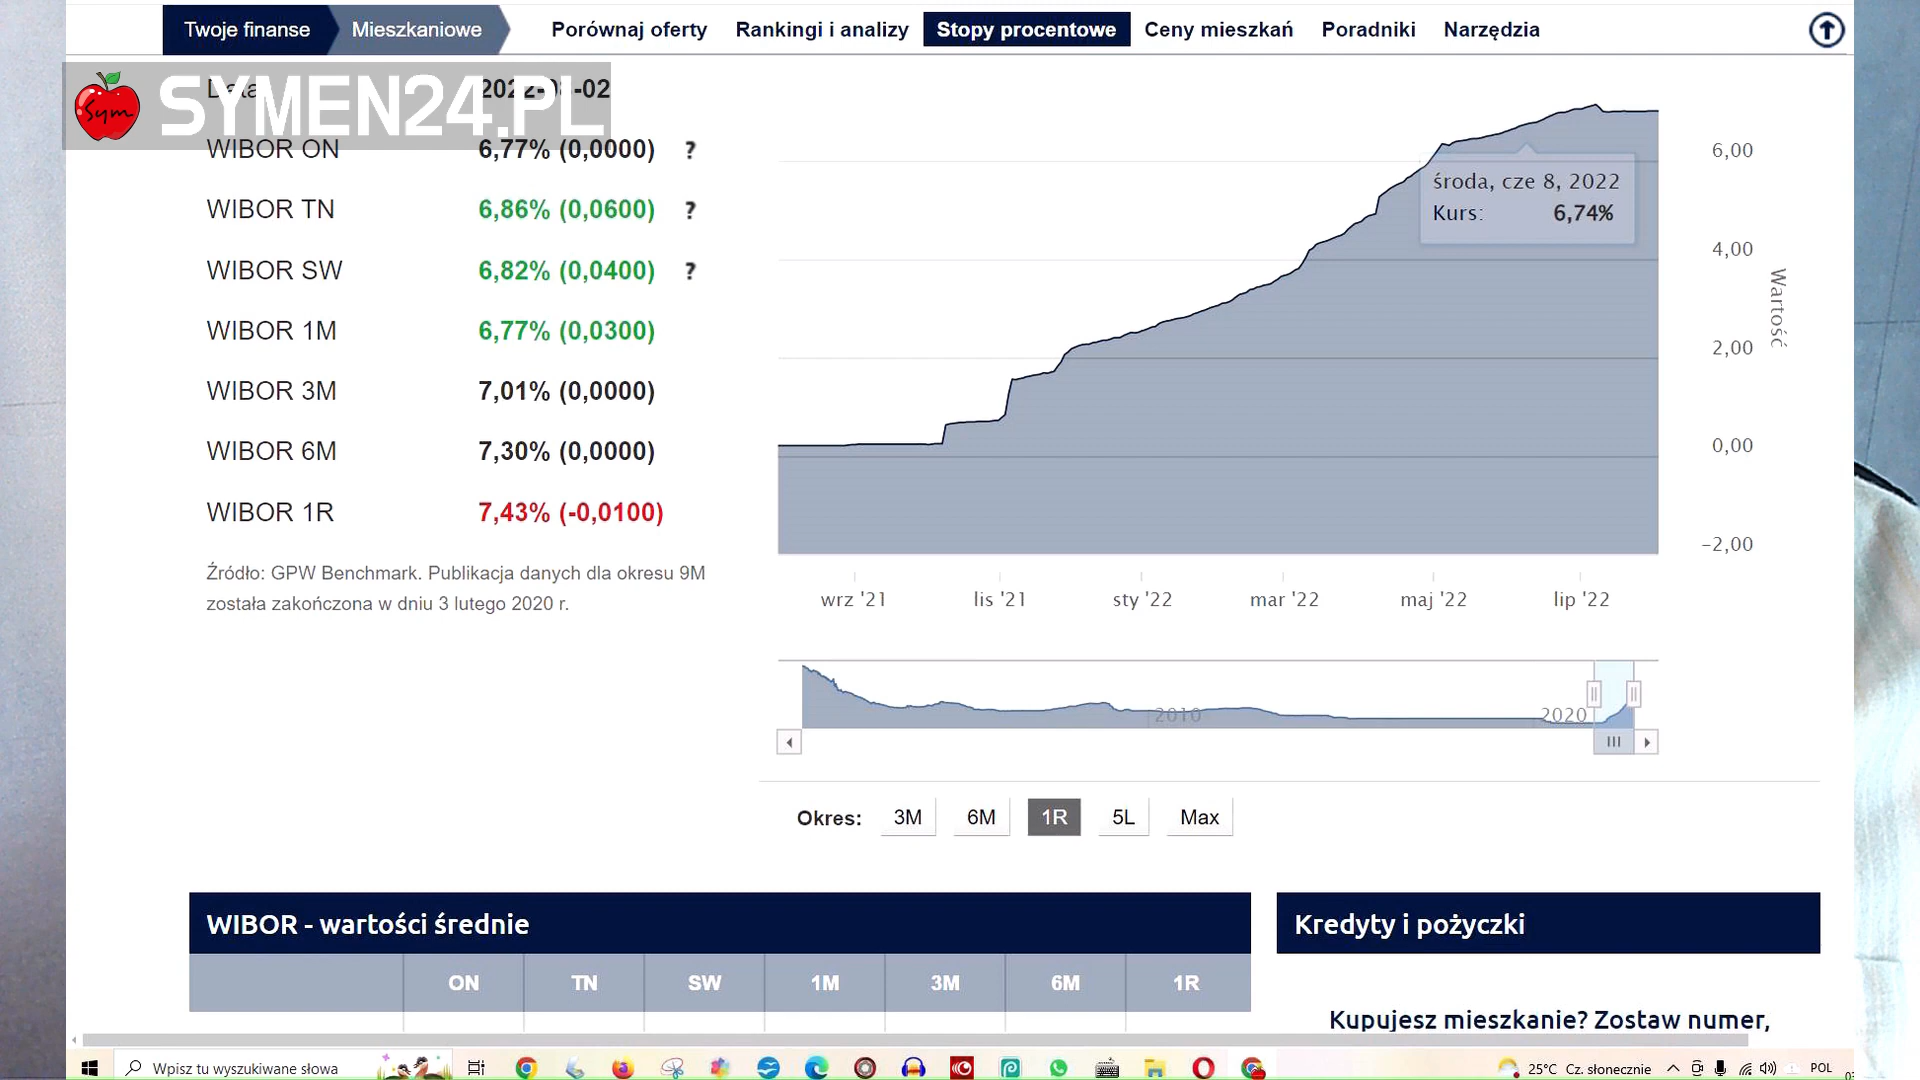 Twoje finanse Mieszkaniowe Porównaj oferty Rankingi i analizy Stopy procentowe Ceny mieszkań Poradniki Narzędzia
Sym SYMEN24.PL
Data 2022-08-02
WIBOR ON 6,77% (0,0000) ?
WIBOR TN 6,86% (0,0600) ?
WIBOR SW 6,82% (0,0400) ?
WIBOR 1M 6,77% (0,0300)
WIBOR 3M 7,01% (0,0000)
WIBOR 6M 7,30% (0,0000)
WIBOR 1R 7,43% (-0,0100)
Źródło: GPW Benchmark. Publikacja danych dla okresu 9M
została zakończona w dniu 3 lutego 2020 r.
środa, cze 8, 2022
Kurs: 6,74%
6,00
4,00
2,00
0,00
-2,00
Wartość
wrz '21 lis '21 sty '22 mar '22 maj '22 lip '22
2010 2020
Okres: 3M 6M 1R 5L Max
WIBOR - wartości średnie
ON TN SW 1M 3M 6M 1R
Kredyty i pożyczki
Kupujesz mieszkanie? Zostaw numer,
Wpisz tu wyszukiwane słowa
25°C Cz. słonecznie POL